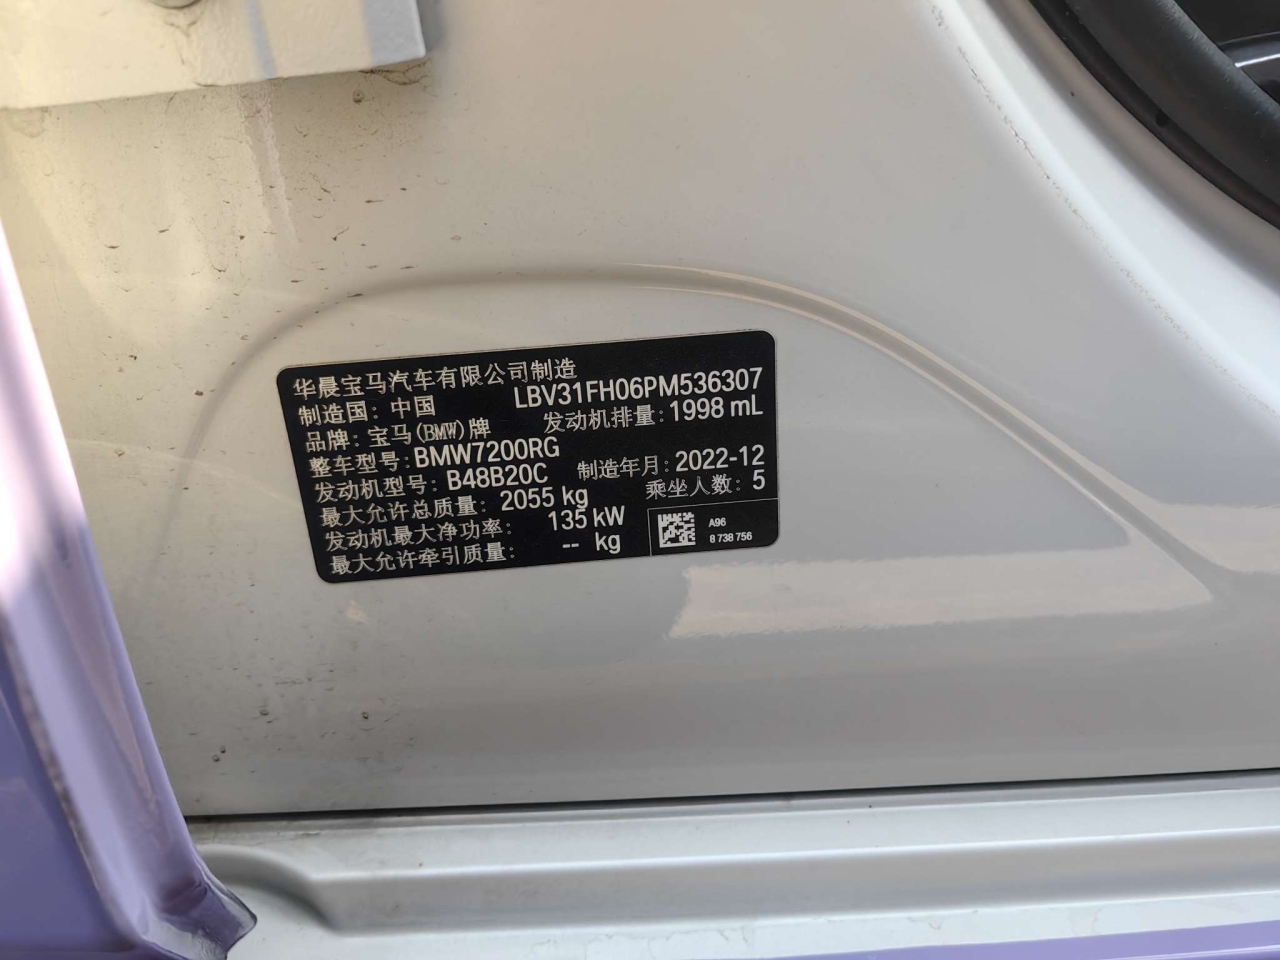 华晨宝马汽车有限公司制造
制造国：中国 LBV31FH06PM536307
品牌：宝马(BMW)牌 发动机排量：1998 mL
整车型号：BMW7200RG
发动机型号：B48B20C 制造年月：2022-12
最大允许总质量：2055 kg 乘坐人数：5
发动机最大净功率：135 kW
最大允许牵引质量：-- kg
A96
8 738 756